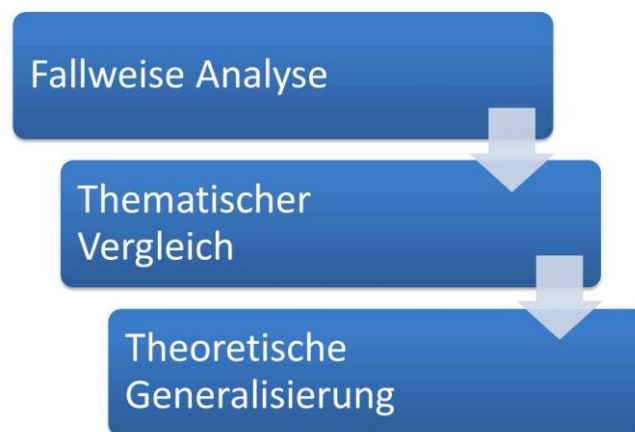 Fallweise Analyse
Thematischer
Vergleich
Theoretische
Generalisierung